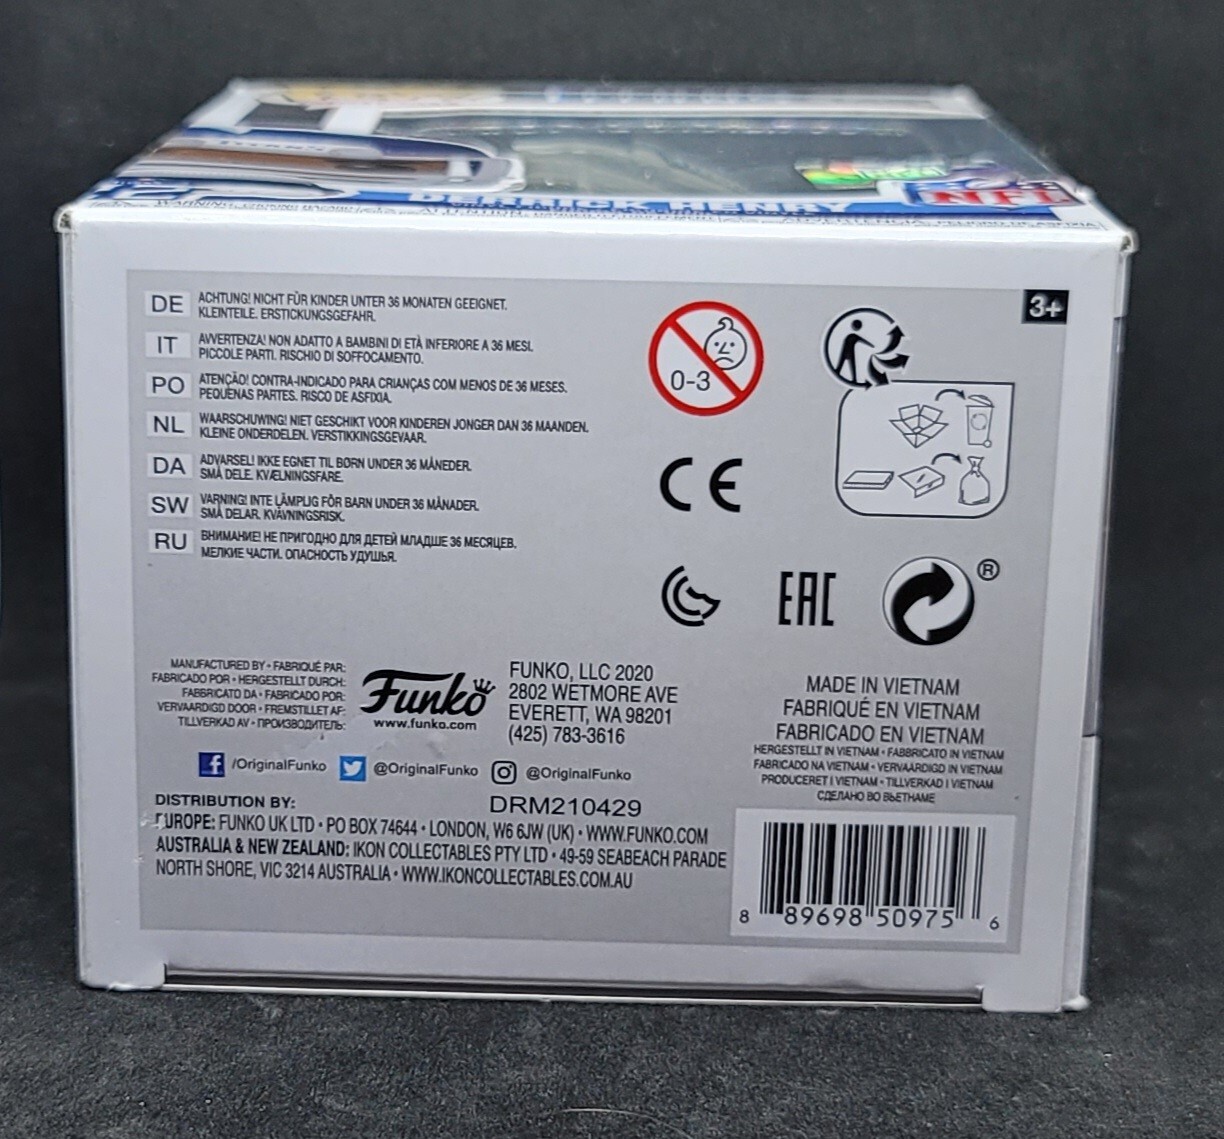 TITANS
DERRICK HENRY
NFL
3+
DE ACHTUNG! NICHT FÜR KINDER UNTER 36 MONATEN GEEIGNET.
KLEINTEILE. ERSTICKUNGSGEFAHR.
IT AVVERTENZA! NON ADATTO A BAMBINI DI ETÀ INFERIORE A 36 MESI.
PICCOLE PARTI. RISCHIO DI SOFFOCAMENTO.
PO ATENÇÃO! CONTRA-INDICADO PARA CRIANÇAS COM MENOS DE 36 MESES.
PEQUENAS PARTES. RISCO DE ASFIXIA.
NL WAARSCHUWING! NIET GESCHIKT VOOR KINDEREN JONGER DAN 36 MAANDEN.
KLEINE ONDERDELEN. VERSTIKKINGSGEVAAR.
DA ADVARSEL! IKKE EGNET TIL BØRN UNDER 36 MÅNEDER.
SMÅ DELE. KVÆLNINGSFARE.
SW VARNING! INTE LÄMPLIG FÖR BARN UNDER 36 MÅNADER.
SMÅ DELAR. KVÄVNINGSRISK.
RU ВНИМАНИЕ! НЕ ПРИГОДНО ДЛЯ ДЕТЕЙ МЛАДШЕ 36 МЕСЯЦЕВ.
МЕЛКИЕ ЧАСТИ. ОПАСНОСТЬ УДУШЬЯ.
0-3
CE
EAC
®
MANUFACTURED BY • FABRIQUÉ PAR:
FABRICADO POR • HERGESTELLT DURCH:
FABBRICATO DA • FABRICADO POR:
VERVAARDIGD DOOR • FREMSTILLET AF:
TILLVERKAD AV • ПРОИЗВОДИТЕЛЬ:
Funko
www.funko.com
FUNKO, LLC 2020
2802 WETMORE AVE
EVERETT, WA 98201
(425) 783-3616
MADE IN VIETNAM
FABRIQUÉ EN VIETNAM
FABRICADO EN VIETNAM
HERGESTELLT IN VIETNAM • FABBRICATO IN VIETNAM
FABRICADO NA VIETNAM • VERVAARDIGD IN VIETNAM
PRODUCERET I VIETNAM • TILLVERKAD I VIETNAM
СДЕЛАНО ВО ВЬЕТНАМЕ
/OriginalFunko @OriginalFunko @OriginalFunko
DRM210429
DISTRIBUTION BY:
EUROPE: FUNKO UK LTD • PO BOX 74644 • LONDON, W6 6JW (UK) • WWW.FUNKO.COM
AUSTRALIA & NEW ZEALAND: IKON COLLECTABLES PTY LTD • 49-59 SEABEACH PARADE
NORTH SHORE, VIC 3214 AUSTRALIA • WWW.IKONCOLLECTABLES.COM.AU
8 89698 50975 6